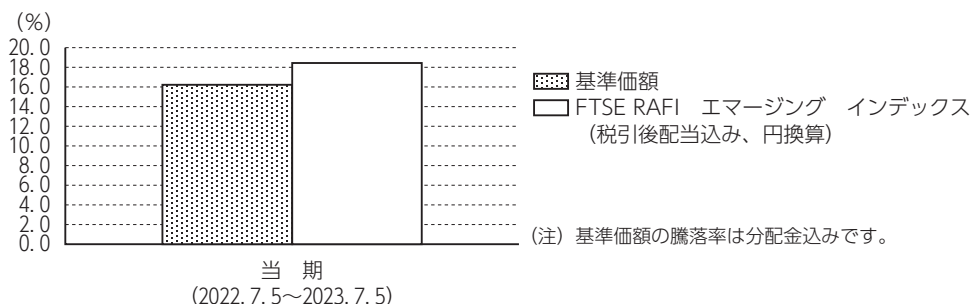 (%)
20.0
18.0
16.0
14.0
12.0
10.0
8.0
6.0
4.0
2.0
0.0
基準価額
FTSE RAFI　エマージング　インデックス
（税引後配当込み、円換算）
（注）基準価額の騰落率は分配金込みです。
当　期
(2022.7.5～2023.7.5)